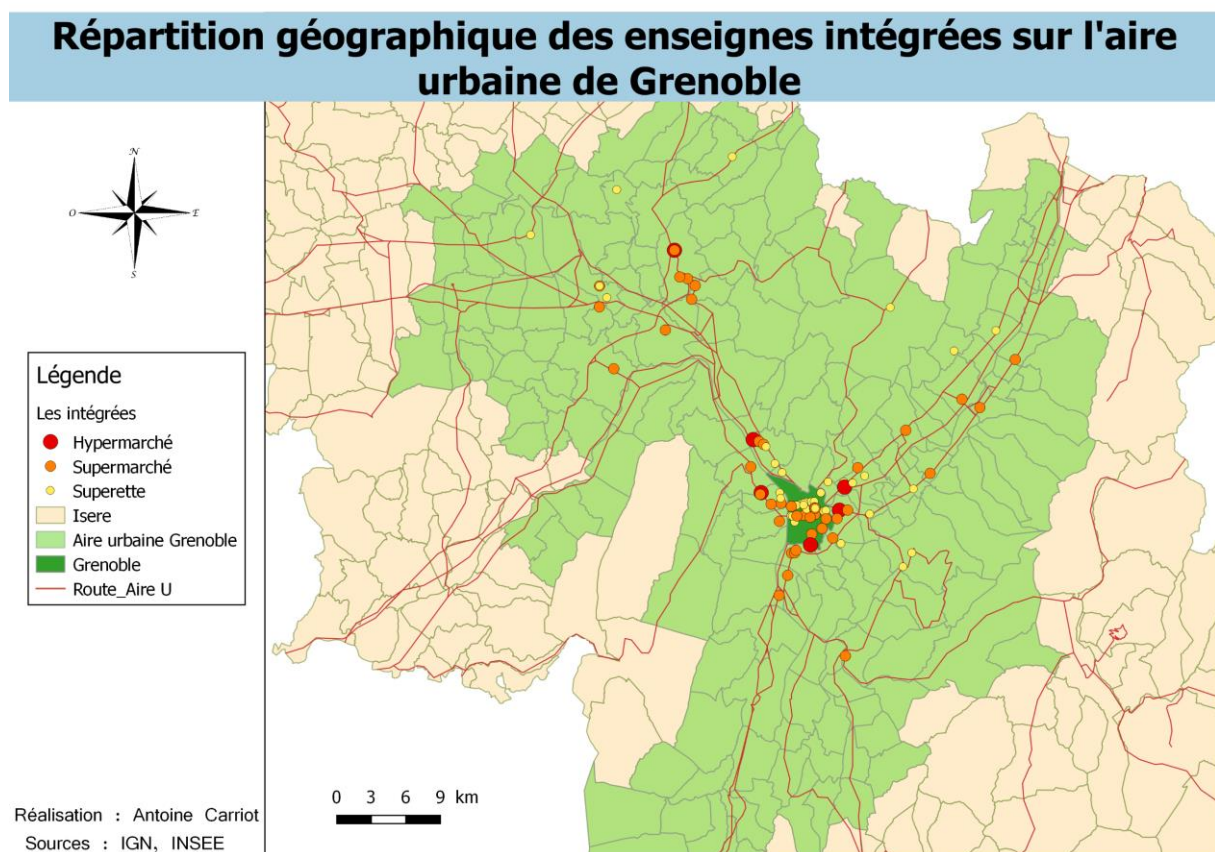 Répartition géographique des enseignes intégrées sur l'aire
urbaine de Grenoble
N
O
E
S
Légende
Les intégrées
Hypermarché
Supermarché
Superette
Isere
Aire urbaine Grenoble
Grenoble
Route_Aire U
0 3 6 9 km
Réalisation : Antoine Carriot
Sources : IGN, INSEE